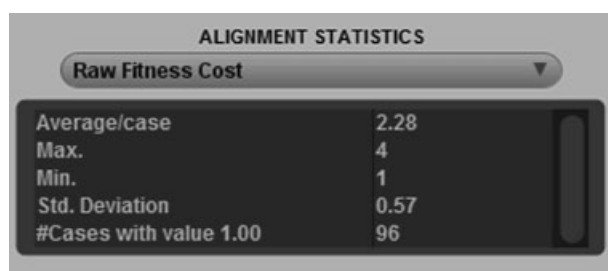 ALIGNMENT STATISTICS
Raw Fitness Cost
Average/case 2.28
Max. 4
Min. 1
Std. Deviation 0.57
#Cases with value 1.00 96